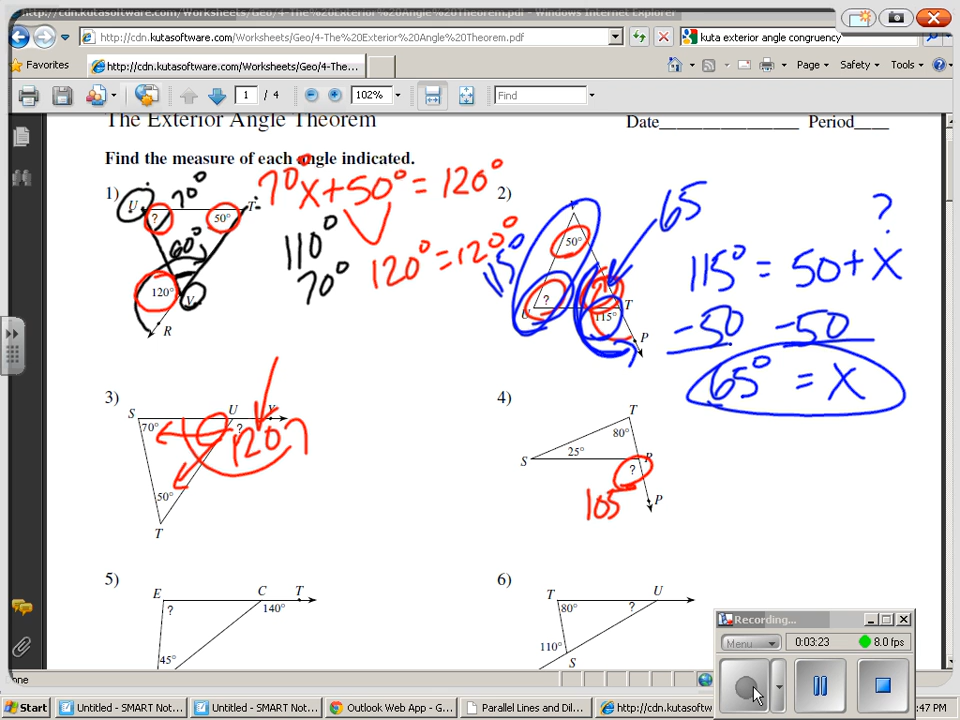 http://cdn.kutasoftware.com/Worksheets/Geo/4-The%20Exterior%20Angle%20Theorem.pdf - Windows Internet Explorer
http://cdn.kutasoftware.com/Worksheets/Geo/4-The%20Exterior%20Angle%20Theorem.pdf
kuta exterior angle congruency
Favorites
http://cdn.kutasoftware.com/Worksheets/Geo/4-The...
Page
Safety
Tools
1 / 4
102%
Find
The Exterior Angle Theorem
Date
Period
Find the measure of each angle indicated.
1)
70°
U
T
?
50°
60°
120°
V
R
70° x + 50° = 120°
110°
70°
120° = 120°
2)
50°
?
U
T
115°
P
115°
65
?
115° = 50 + x
-50 -50
65° = x
3)
S
U
70°
?
120?
50°
T
4)
T
80°
S
25°
R
?
105
P
5)
E
C
T
?
140°
45°
6)
T
U
80°
?
110°
S
Recording...
Menu
0:03:23
8.0 fps
Start
Untitled - SMART Not...
Untitled - SMART Not...
Outlook Web App - G...
Parallel Lines and Dil...
http://cdn.kutasoftw...
:47 PM